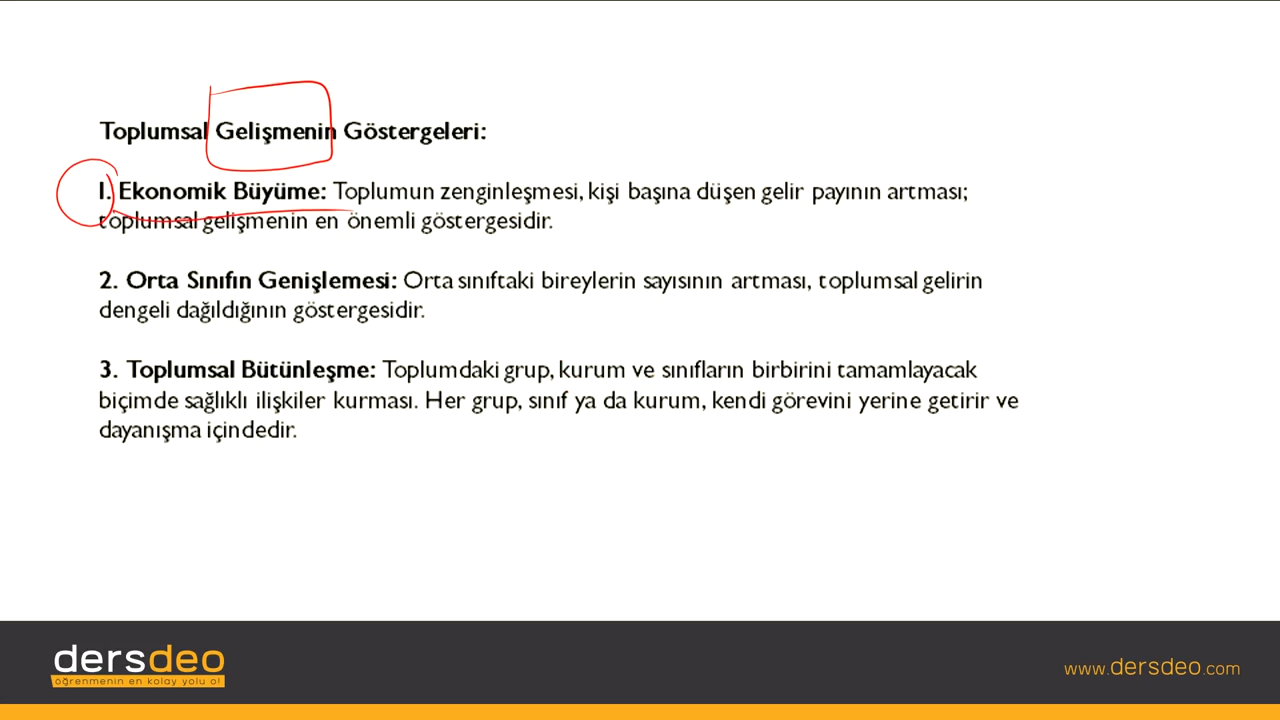 Toplumsal Gelişmenin Göstergeleri:
1. Ekonomik Büyüme: Toplumun zenginleşmesi, kişi başına düşen gelir payının artması;
toplumsal gelişmenin en önemli göstergesidir.
2. Orta Sınıfın Genişlemesi: Orta sınıftaki bireylerin sayısının artması, toplumsal gelirin
dengeli dağıldığının göstergesidir.
3. Toplumsal Bütünleşme: Toplumdaki grup, kurum ve sınıfların birbirini tamamlayacak
biçimde sağlıklı ilişkiler kurması. Her grup, sınıf ya da kurum, kendi görevini yerine getirir ve
dayanışma içindedir.
dersdeo
öğrenmenin en kolay yolu o!
www.dersdeo.com